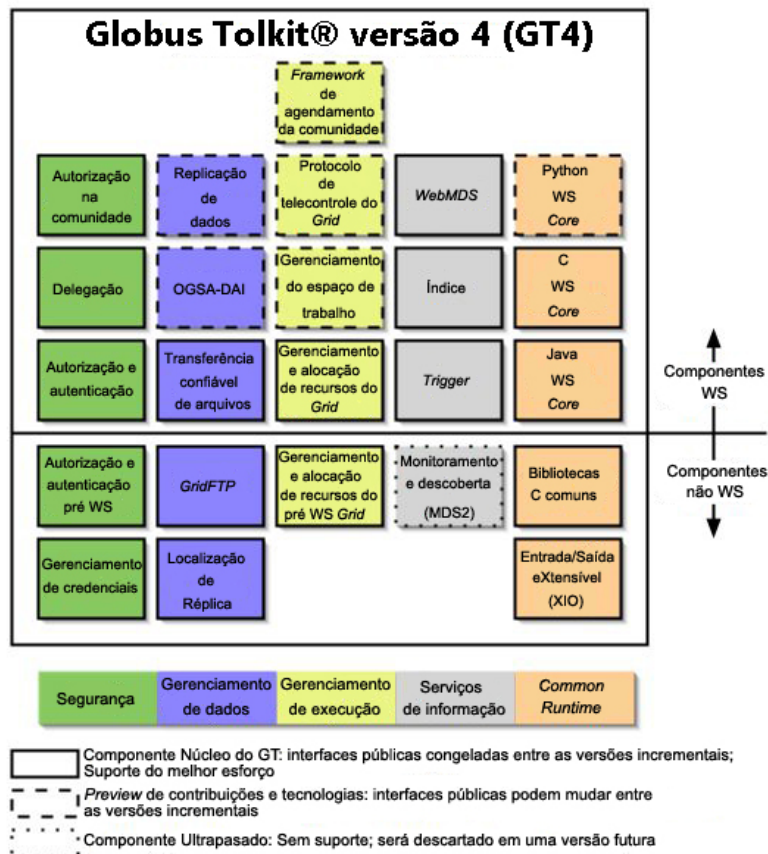 Globus Tolkit® versão 4 (GT4)
Framework
de
agendamento
da comunidade
Autorização
na
comunidade
Replicação
de
dados
Protocolo
de
telecontrole do
Grid
WebMDS
Python
WS
Core
Delegação
OGSA-DAI
Gerenciamento
do espaço de
trabalho
Índice
C
WS
Core
Autorização e
autenticação
Transferência
confiável
de arquivos
Gerenciamento
e alocação
de recursos do
Grid
Trigger
Java
WS
Core
Componentes
WS
Autorização e
autenticação
pré WS
GridFTP
Gerenciamento
e alocação
de recursos do
pré WS Grid
Monitoramento
e descoberta
(MDS2)
Bibliotecas
C comuns
Componentes
não WS
Gerenciamento
de credenciais
Localização
de
Réplica
Entrada/Saída
eXtensível
(XIO)
Segurança
Gerenciamento
de dados
Gerenciamento
de execução
Serviços
de informação
Common
Runtime
Componente Núcleo do GT: interfaces públicas congeladas entre as versões incrementais;
Suporte do melhor esforço
Preview de contribuições e tecnologias: interfaces públicas podem mudar entre
as versões incrementais
Componente Ultrapasado: Sem suporte; será descartado em uma versão futura